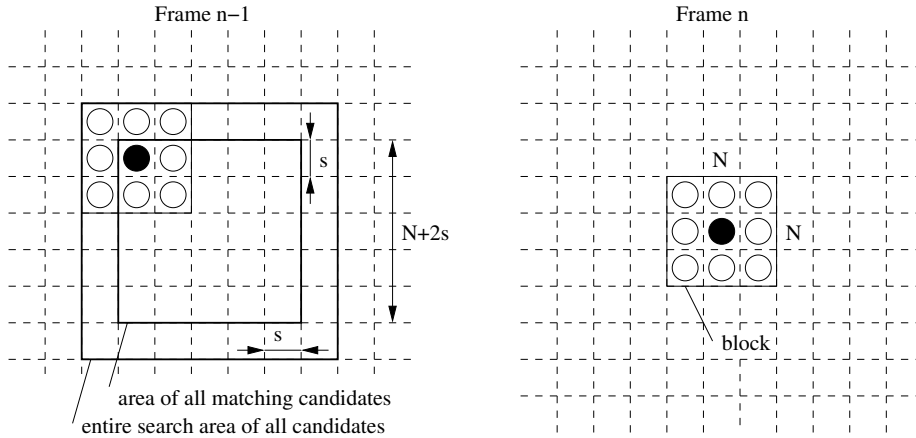 Frame n−1
s
N+2s
s
area of all matching candidates
entire search area of all candidates
Frame n
N
N
block